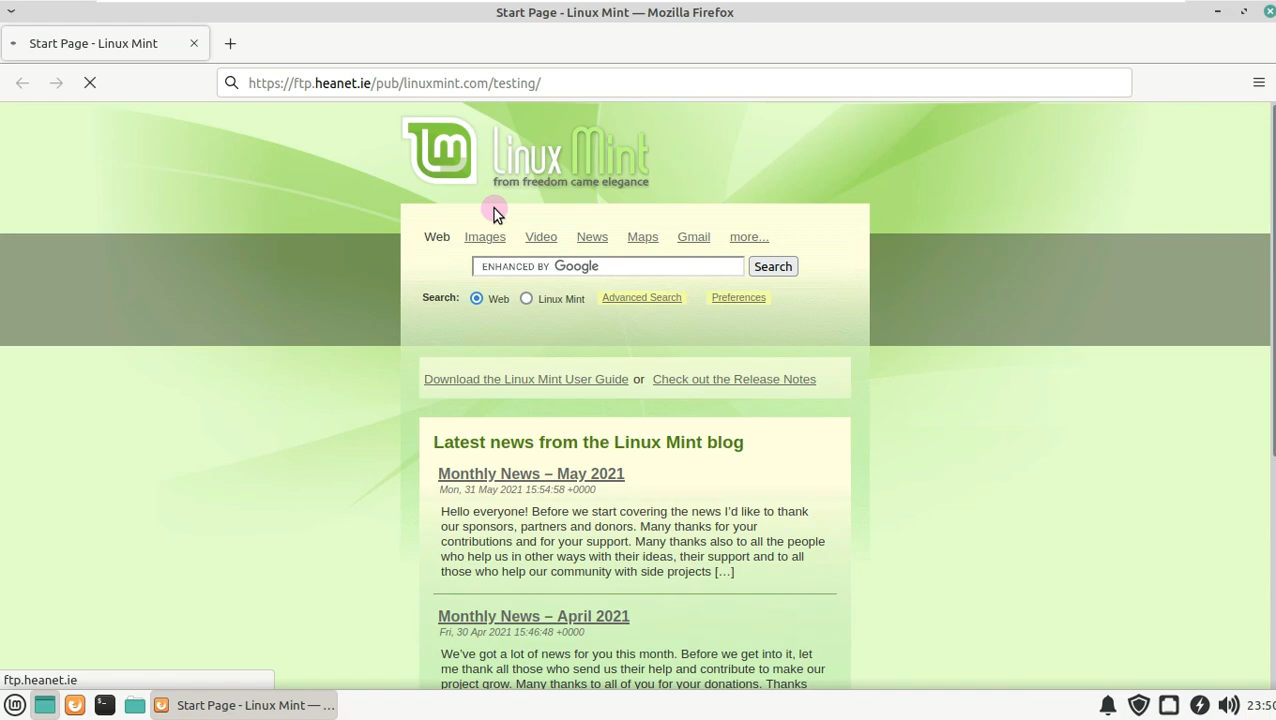 Start Page - Linux Mint — Mozilla Firefox
Start Page - Linux Mint
https://ftp.heanet.ie/pub/linuxmint.com/testing/
Linux Mint
from freedom came elegance
Web Images Video News Maps Gmail more...
ENHANCED BY Google Search
Search: Web Linux Mint Advanced Search Preferences
Download the Linux Mint User Guide or Check out the Release Notes
Latest news from the Linux Mint blog
Monthly News – May 2021
Mon, 31 May 2021 15:54:58 +0000
Hello everyone! Before we start covering the news I’d like to thank
our sponsors, partners and donors. Many thanks for your
contributions and for your support. Many thanks also to all the people
who help us in other ways with their ideas, their support and to all
those who help our community with side projects […]
Monthly News – April 2021
Fri, 30 Apr 2021 15:46:48 +0000
We’ve got a lot of news for you this month. Before we get into it, let
me thank all those who send us their help and contribute to make our
project grow. Many thanks to all of you for your donations. Thanks
ftp.heanet.ie
Start Page - Linux Mint — ...
23:50